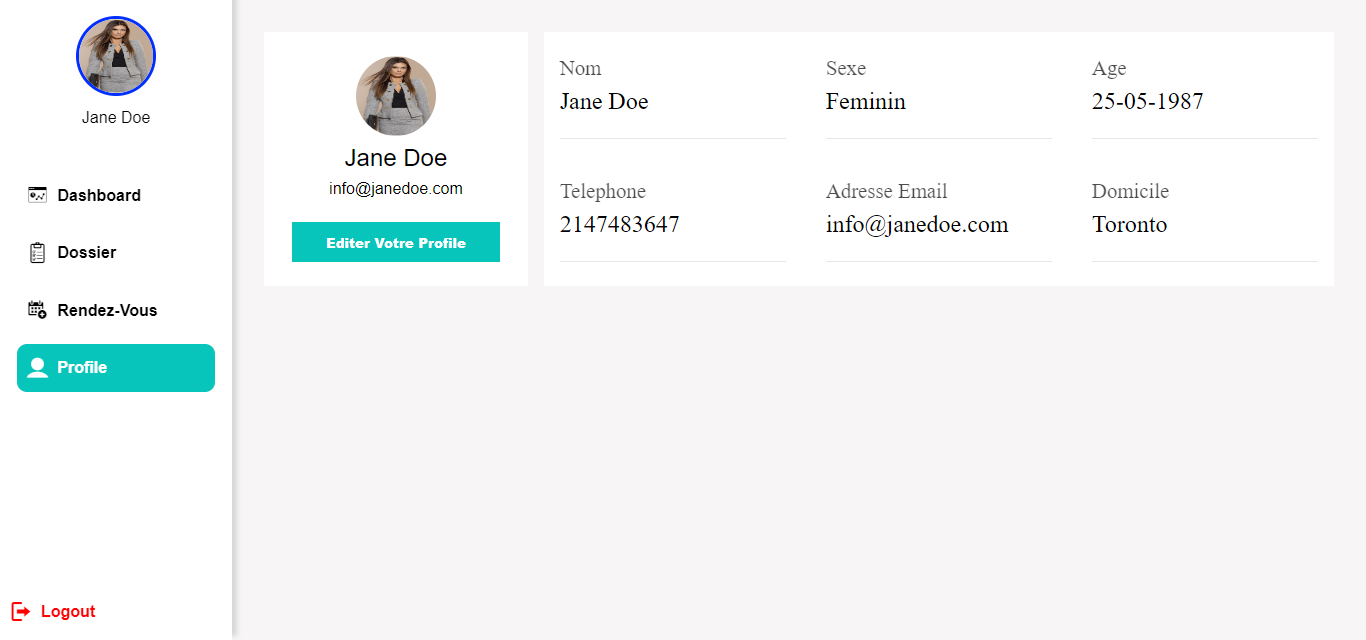 Jane Doe
Dashboard
Dossier
Rendez-Vous
Profile
Logout
Jane Doe
info@janedoe.com
Editer Votre Profile
Nom
Jane Doe
Sexe
Feminin
Age
25-05-1987
Telephone
2147483647
Adresse Email
info@janedoe.com
Domicile
Toronto